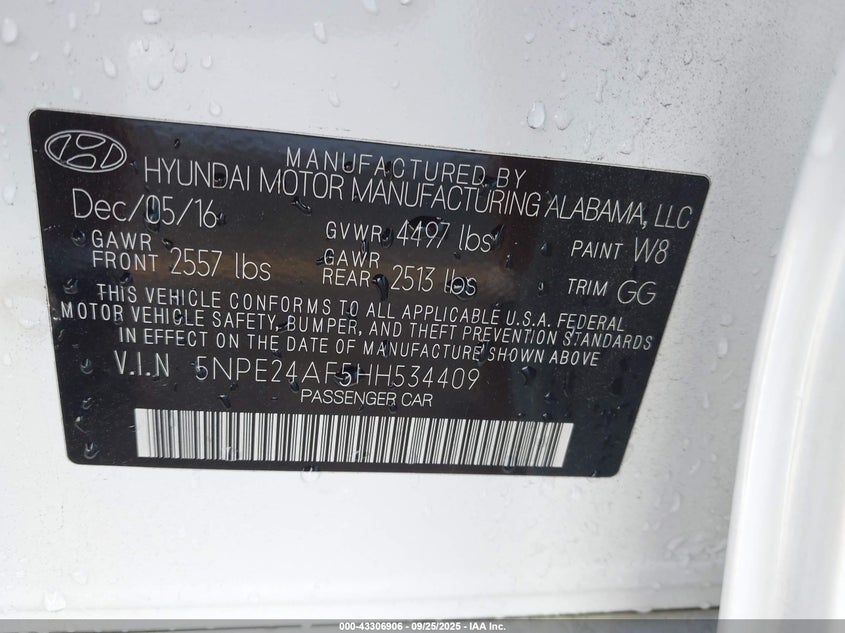 MANUFACTURED BY
HYUNDAI MOTOR MANUFACTURING ALABAMA, LLC
Dec/05/16 GVWR 4497 lbs PAINT W8
GAWR FRONT 2557 lbs GAWR REAR 2513 lbs TRIM GG
THIS VEHICLE CONFORMS TO ALL APPLICABLE U.S.A. FEDERAL
MOTOR VEHICLE SAFETY, BUMPER, AND THEFT PREVENTION STANDARDS
IN EFFECT ON THE DATE OF MANUFACTURE SHOWN ABOVE
V.I.N 5NPE24AF5HH534409
PASSENGER CAR
000-43306906 - 09/25/2025 - IAA Inc.